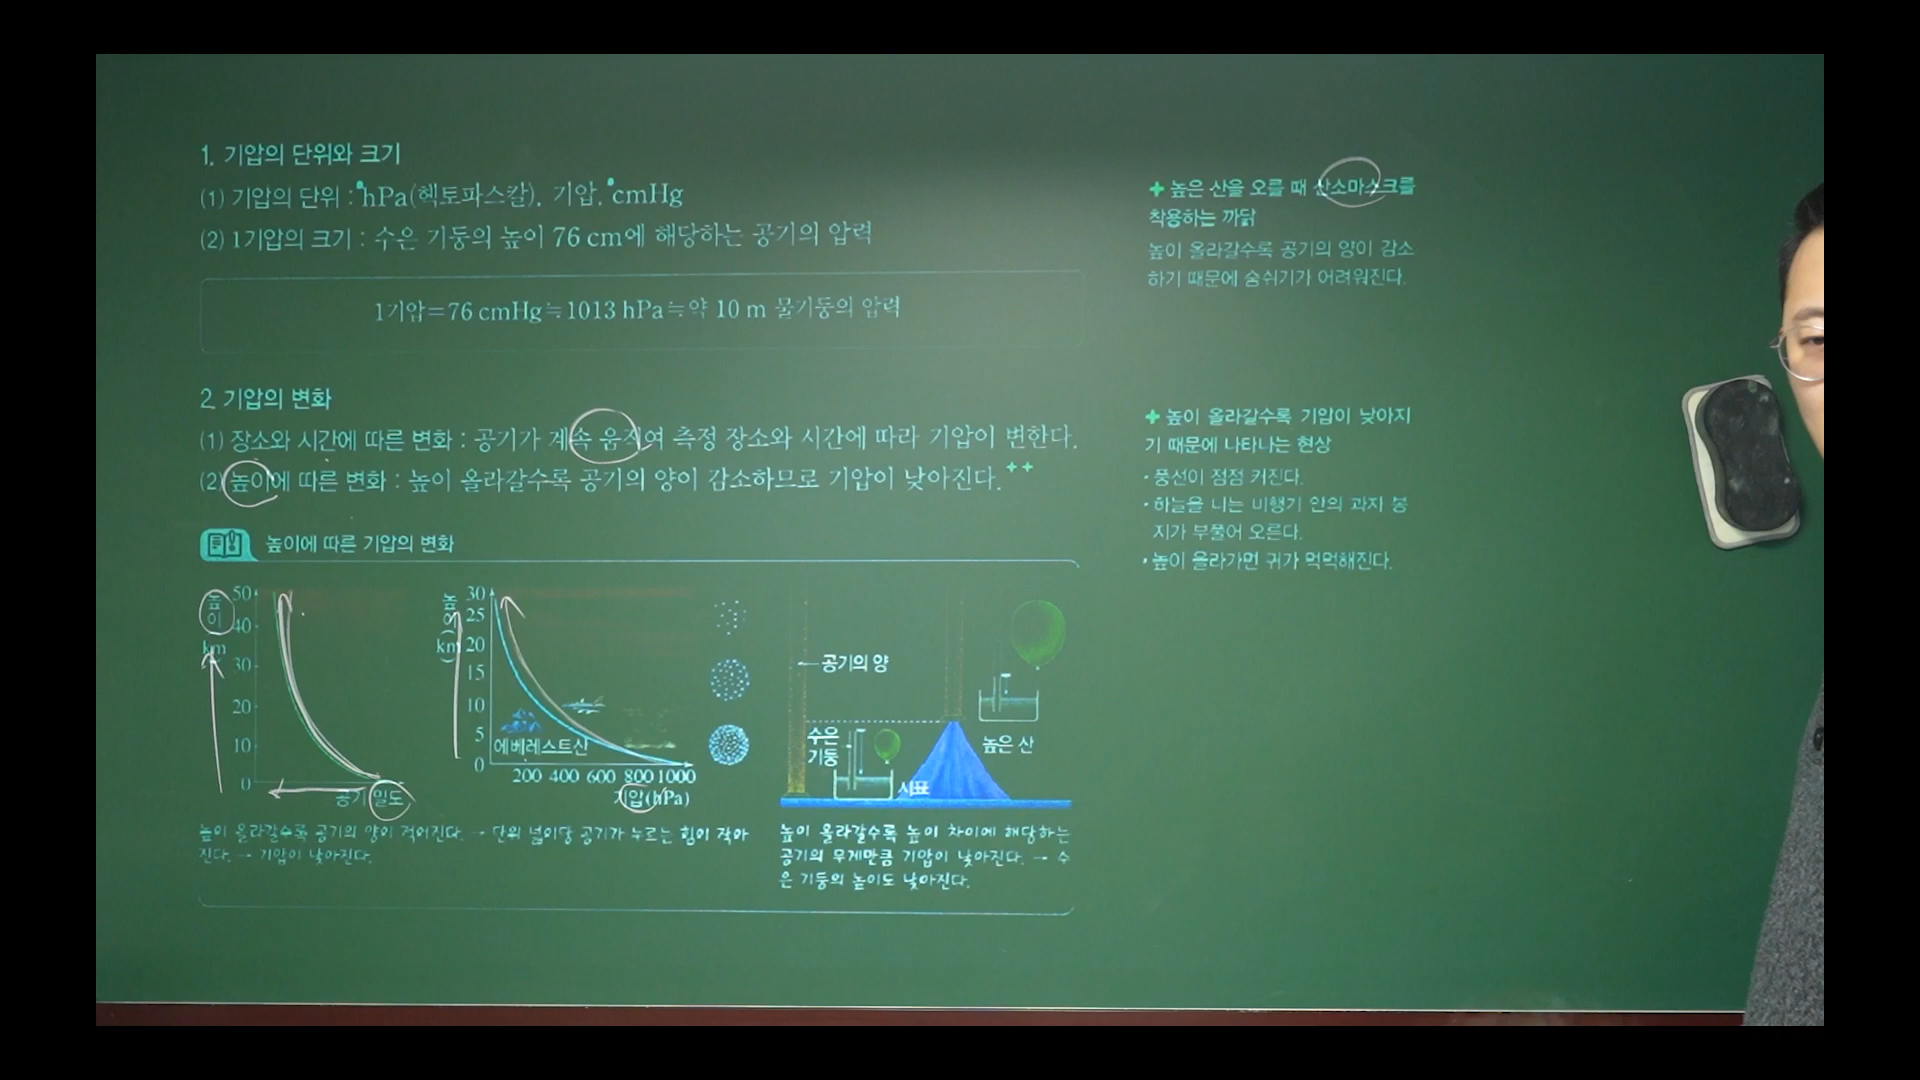 1. 기압의 단위와 크기
(1) 기압의 단위 : hPa(헥토파스칼), 기압, cmHg
(2) 1기압의 크기 : 수은 기둥의 높이 76 cm에 해당하는 공기의 압력
1기압=76 cmHg≒1013 hPa≒약 10 m 물기둥의 압력
2. 기압의 변화
(1) 장소와 시간에 따른 변화 : 공기가 계속 움직여 측정 장소와 시간에 따라 기압이 변한다.
(2) 높이에 따른 변화 : 높이 올라갈수록 공기의 양이 감소하므로 기압이 낮아진다.++
높이에 따른 기압의 변화
높이 km
50
40
30
20
10
0
공기 밀도
높이(km)
30
25
20
15
10
5
0
에베레스트산
200 400 600 800 1000
기압(hPa)
높이 올라갈수록 공기의 양이 적어진다. → 단위 넓이당 공기가 누르는 힘이 작아
진다. → 기압이 낮아진다.
공기의 양
수은
기둥
지표
높은 산
높이 올라갈수록 높이 차이에 해당하는
공기의 무게만큼 기압이 낮아진다. → 수
은 기둥의 높이도 낮아진다.
+ 높은 산을 오를 때 산소마스크를
착용하는 까닭
높이 올라갈수록 공기의 양이 감소
하기 때문에 숨쉬기가 어려워진다.
+ 높이 올라갈수록 기압이 낮아지
기 때문에 나타나는 현상
· 풍선이 점점 커진다.
· 하늘을 나는 비행기 안의 과자 봉
지가 부풀어 오른다.
· 높이 올라가면 귀가 먹먹해진다.